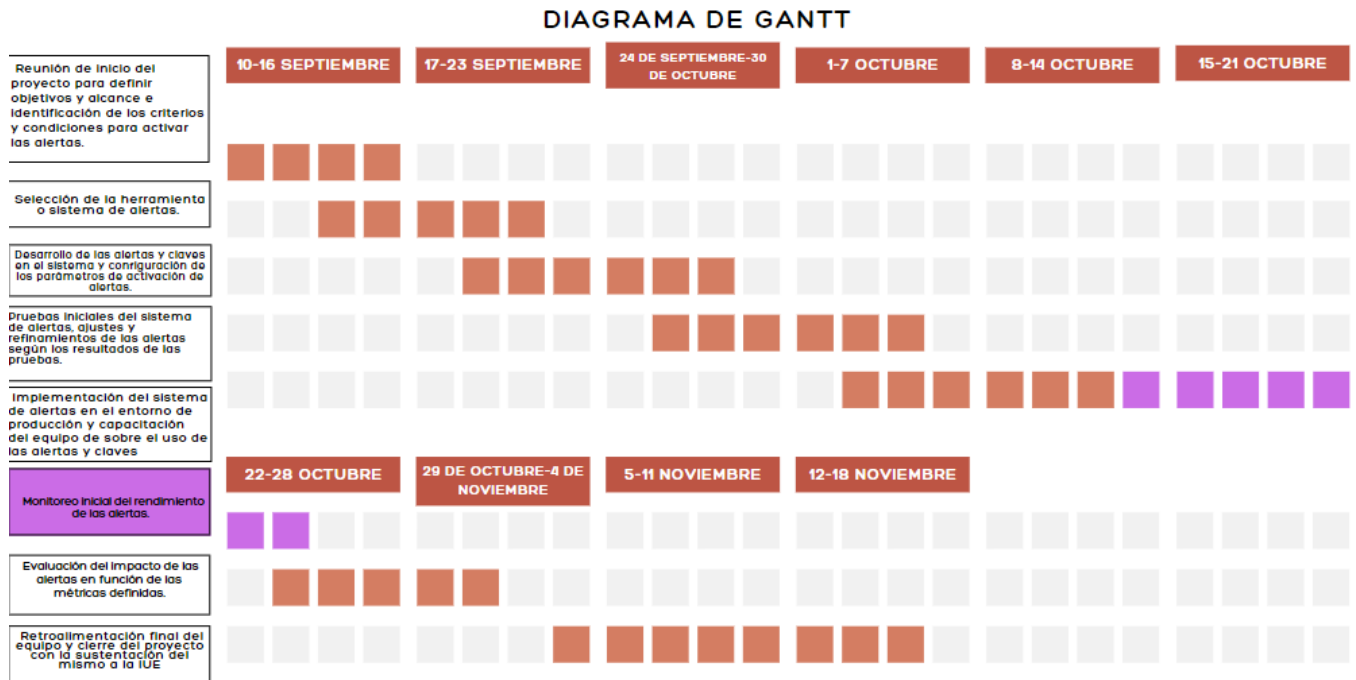 DIAGRAMA DE GANTT
10-16 SEPTIEMBRE
17-23 SEPTIEMBRE
24 DE SEPTIEMBRE-30
DE OCTUBRE
1-7 OCTUBRE
8-14 OCTUBRE
15-21 OCTUBRE
Reunión de inicio del
proyecto para definir
objetivos y alcance e
identificación de los criterios
y condiciones para activar
las alertas.
Selección de la herramienta
o sistema de alertas.
Desarrollo de las alertas y claves
en el sistema y configuración de
los parámetros de activación de
alertas.
Pruebas iniciales del sistema
de alertas, ajustes y
refinamientos de las alertas
según los resultados de las
pruebas.
Implementación del sistema
de alertas en el entorno de
producción y capacitación
del equipo de sobre el uso de
las alertas y claves
22-28 OCTUBRE
29 DE OCTUBRE-4 DE
NOVIEMBRE
5-11 NOVIEMBRE
12-18 NOVIEMBRE
Monitoreo inicial del rendimiento
de las alertas.
Evaluación del impacto de las
alertas en función de las
métricas definidas.
Retroalimentación final del
equipo y cierre del proyecto
con la sustentación del
mismo a la IUE